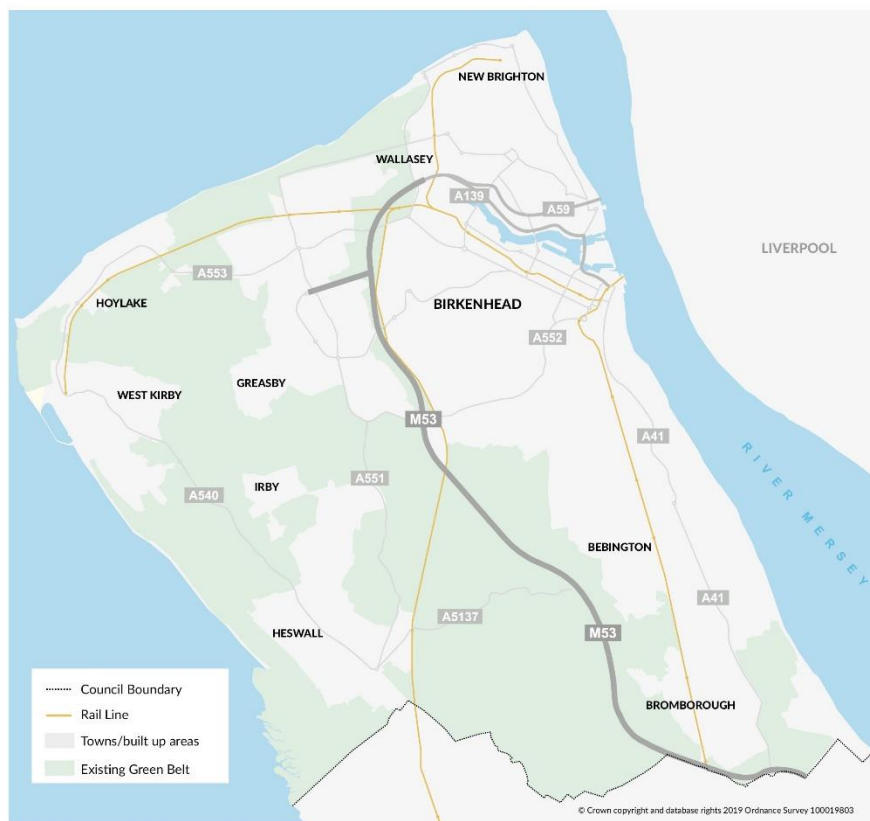 NEW BRIGHTON
WALLASEY
A139
A59
LIVERPOOL
A553
HOYLAKE
BIRKENHEAD
A552
GREASBY
WEST KIRBY
M53
A41
RIVER MERSEY
A551
IRBY
A540
BEBINGTON
A41
A5137
HESWALL
M53
BROMBOROUGH
Council Boundary
Rail Line
Towns/built up areas
Existing Green Belt
© Crown copyright and database rights 2019 Ordnance Survey 100019803